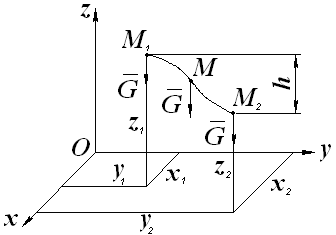 z
M₁
M
h
G̅
G̅
M₂
z₁
G̅
O
z₂
y
y₁
x₁
x₂
x
y₂